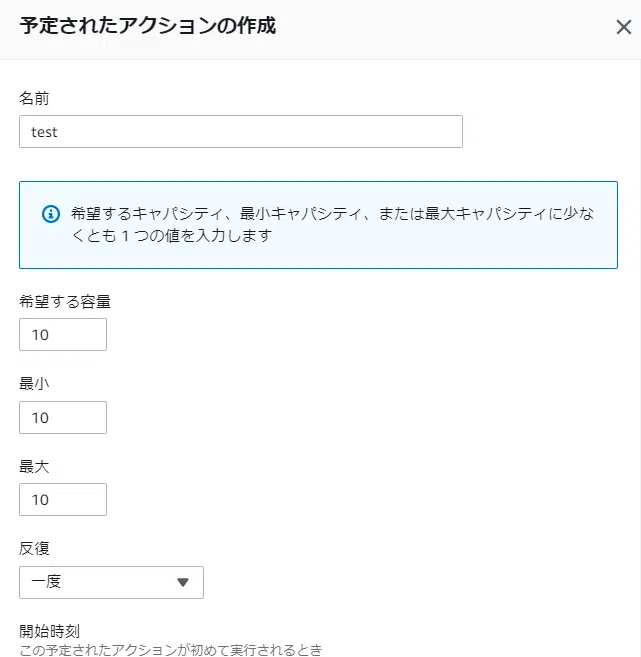 予定されたアクションの作成
名前
test
希望するキャパシティ、最小キャパシティ、または最大キャパシティに少な
くとも 1 つの値を入力します
希望する容量
10
最小
10
最大
10
反復
一度
開始時刻
この予定されたアクションが初めて実行されるとき